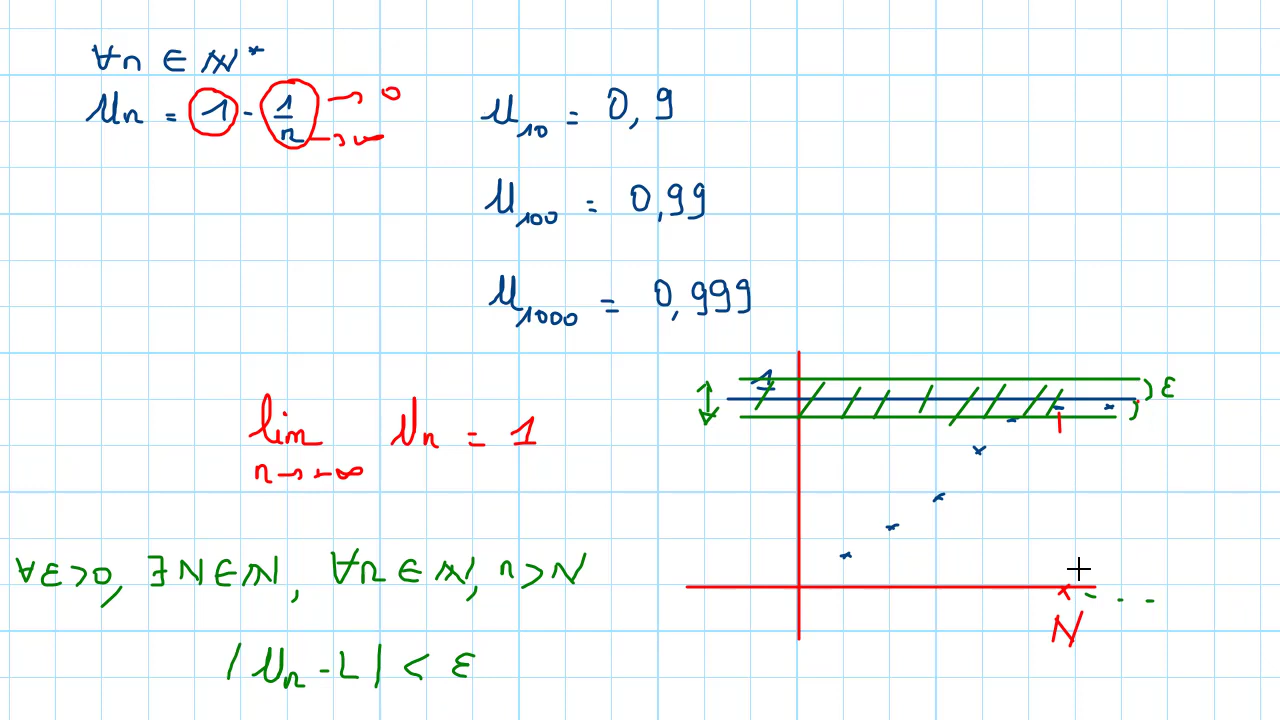 ∀n ∈ ℕ*
Un = 1 - 1/n → 0
→ ∞
U10 = 0,9
U100 = 0,99
U1000 = 0,999
lim Un = 1
n → +∞
∀ε>0, ∃N∈ℕ, ∀n∈ℕ, n>N
|Un - L| < ε
1
ε
N